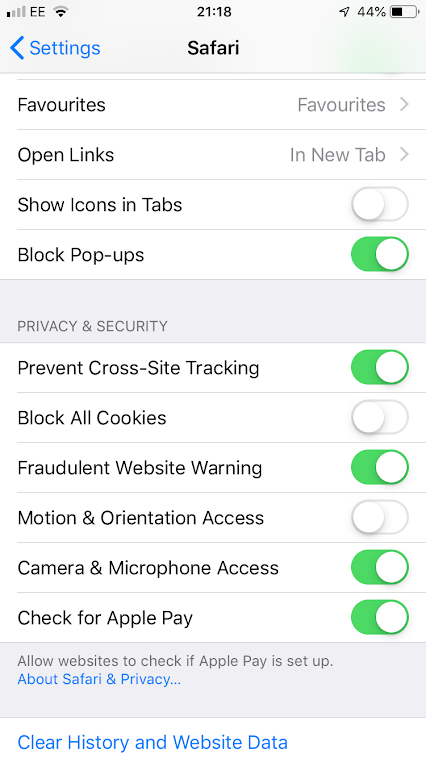 EE 21:18 44%
Settings Safari
Favourites Favourites
Open Links In New Tab
Show Icons in Tabs
Block Pop-ups
PRIVACY & SECURITY
Prevent Cross-Site Tracking
Block All Cookies
Fraudulent Website Warning
Motion & Orientation Access
Camera & Microphone Access
Check for Apple Pay
Allow websites to check if Apple Pay is set up.
About Safari & Privacy...
Clear History and Website Data